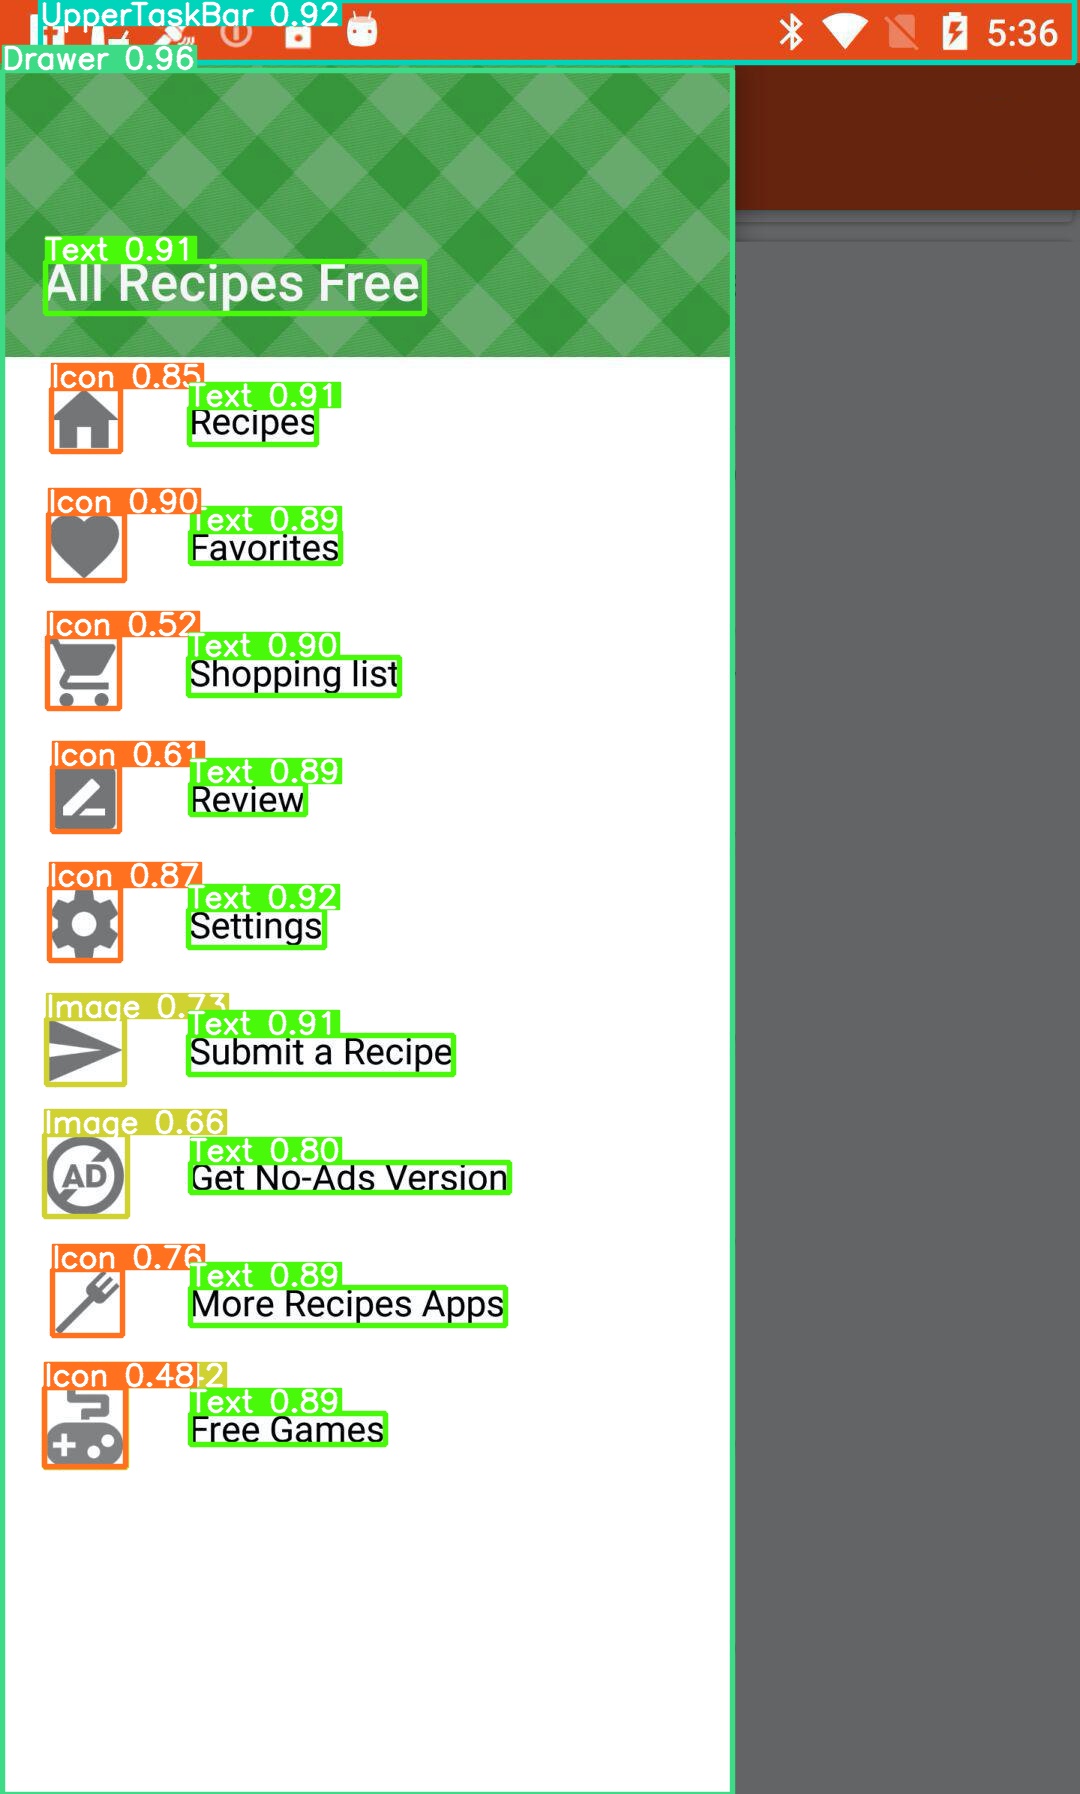 UpperTaskBar 0.92
5:36
Drawer 0.96
Text 0.91
All Recipes Free
Icon 0.85
Text 0.91
Recipes
Icon 0.90
Text 0.89
Favorites
Icon 0.52
Text 0.90
Shopping list
Icon 0.61
Text 0.89
Review
Icon 0.87
Text 0.92
Settings
Image 0.73
Text 0.91
Submit a Recipe
Image 0.66
Text 0.80
AD
Get No-Ads Version
Icon 0.76
Text 0.89
More Recipes Apps
Icon 0.48
Text 0.89
Free Games